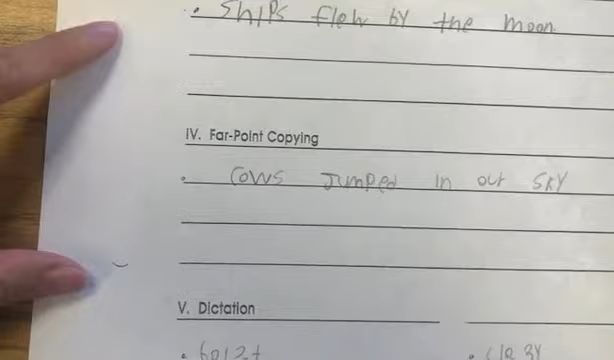 • Ships flew by the moon.
IV. Far-Point Copying
• Cows Jumped in our SKY
V. Dictation